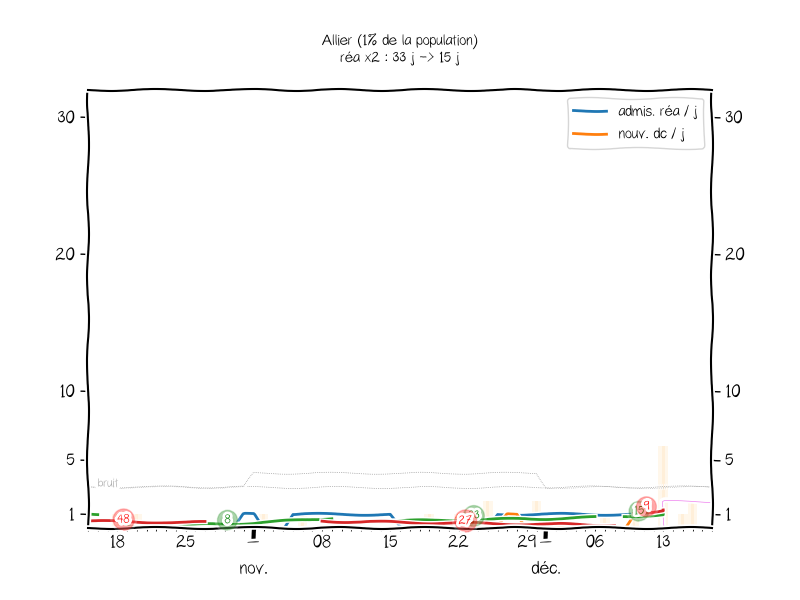 Allier (1% de la population)
réa x2 : 33 j -> 15 j
admis. réa / j
nouv. dc / j
30 30
20 20
10 10
5 5
bruit
1 1
48 8 27 15 9
18 25 08 15 22 29 06 13
nov. déc.